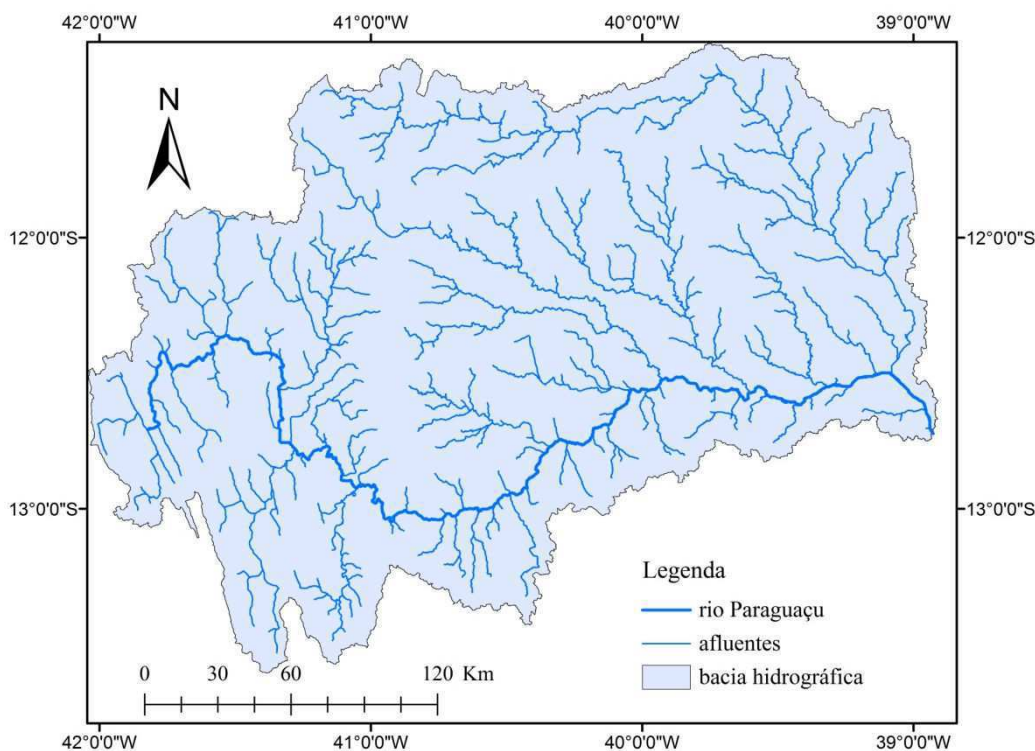 42°0'0"W 41°0'0"W 40°0'0"W 39°0'0"W
N
12°0'0"S 12°0'0"S
13°0'0"S 13°0'0"S
Legenda
rio Paraguaçu
afluentes
bacia hidrográfica
0 30 60 120 Km
42°0'0"W 41°0'0"W 40°0'0"W 39°0'0"W